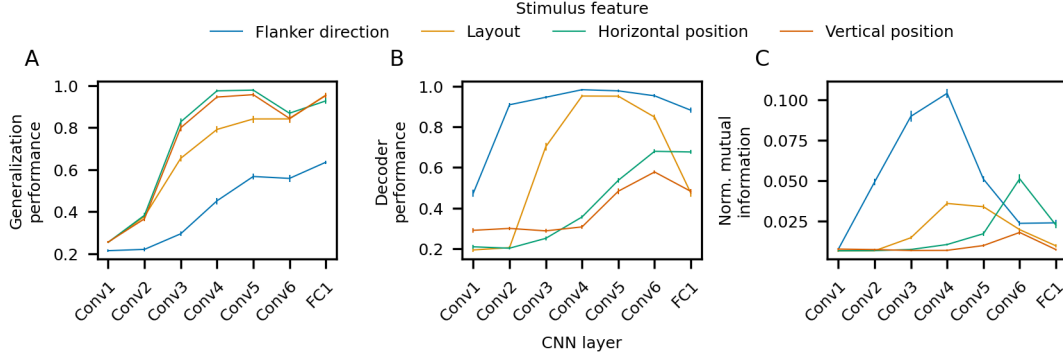 Stimulus feature
Flanker direction Layout Horizontal position Vertical position
A
Generalization
performance
1.0
0.8
0.6
0.4
0.2
Conv1 Conv2 Conv3 Conv4 Conv5 Conv6 FC1
B
Decoder
performance
1.0
0.8
0.6
0.4
0.2
Conv1 Conv2 Conv3 Conv4 Conv5 Conv6 FC1
CNN layer
C
Norm. mutual
information
0.100
0.075
0.050
0.025
Conv1 Conv2 Conv3 Conv4 Conv5 Conv6 FC1